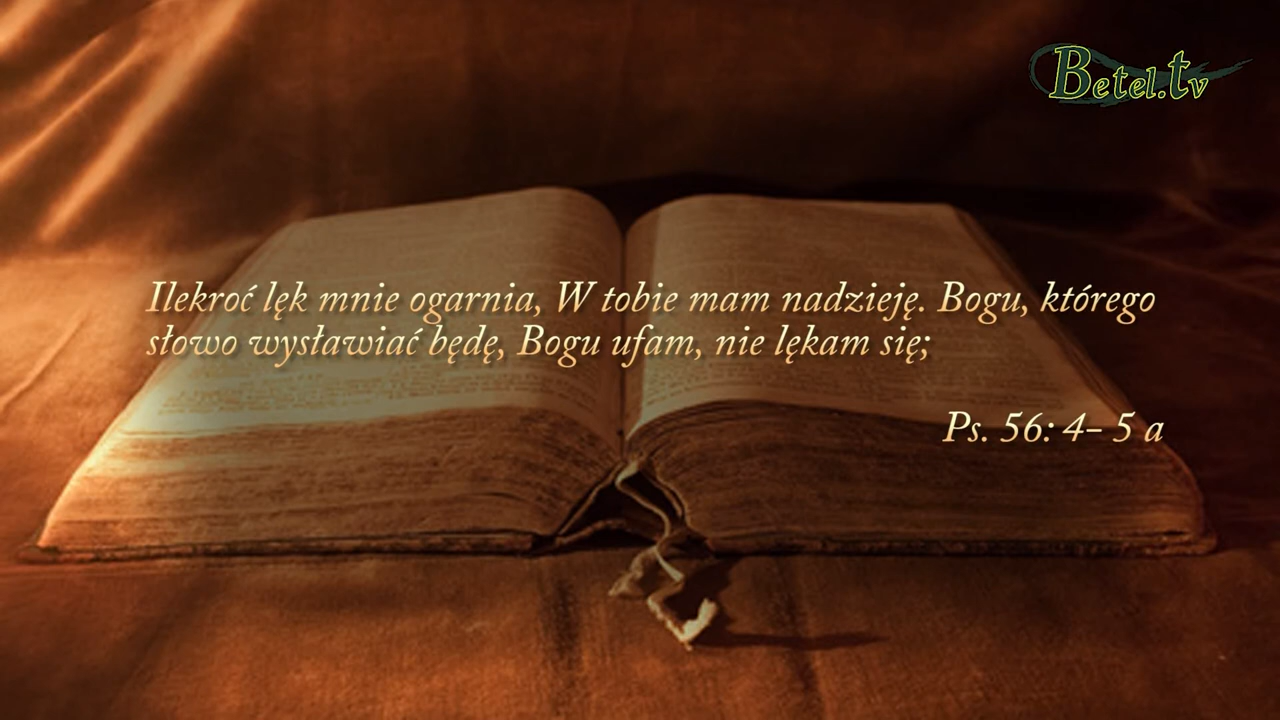 Betel.tv
Ilekroć lęk mnie ogarnia, W tobie mam nadzieję. Bogu, którego
słowo wysławiać będę, Bogu ufam, nie lękam się;
Ps. 56: 4– 5 a